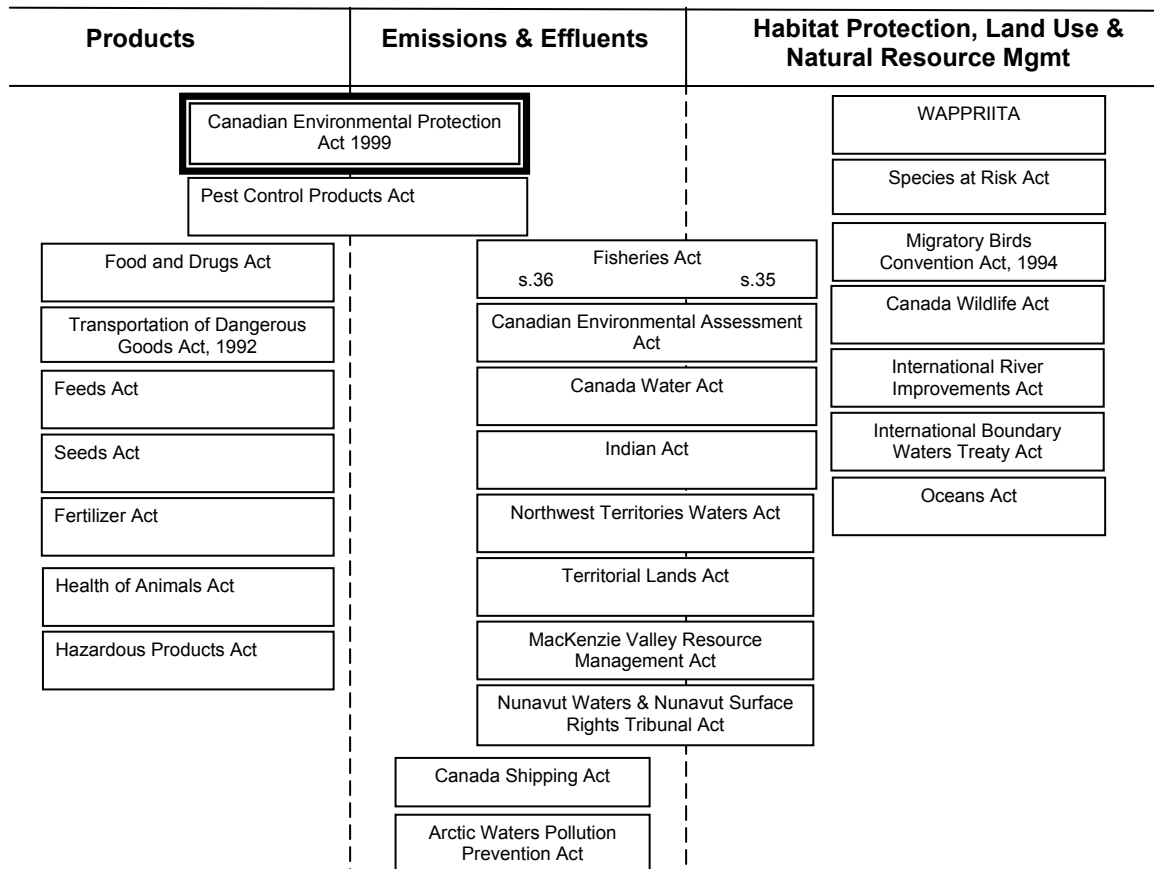 Products
Emissions & Effluents
Habitat Protection, Land Use &
Natural Resource Mgmt
Canadian Environmental Protection
Act 1999
Pest Control Products Act
Food and Drugs Act
Transportation of Dangerous
Goods Act, 1992
Feeds Act
Seeds Act
Fertilizer Act
Health of Animals Act
Hazardous Products Act
Fisheries Act
s.36 s.35
Canadian Environmental Assessment
Act
Canada Water Act
Indian Act
Northwest Territories Waters Act
Territorial Lands Act
MacKenzie Valley Resource
Management Act
Nunavut Waters & Nunavut Surface
Rights Tribunal Act
Canada Shipping Act
Arctic Waters Pollution
Prevention Act
WAPPRIITA
Species at Risk Act
Migratory Birds
Convention Act, 1994
Canada Wildlife Act
International River
Improvements Act
International Boundary
Waters Treaty Act
Oceans Act